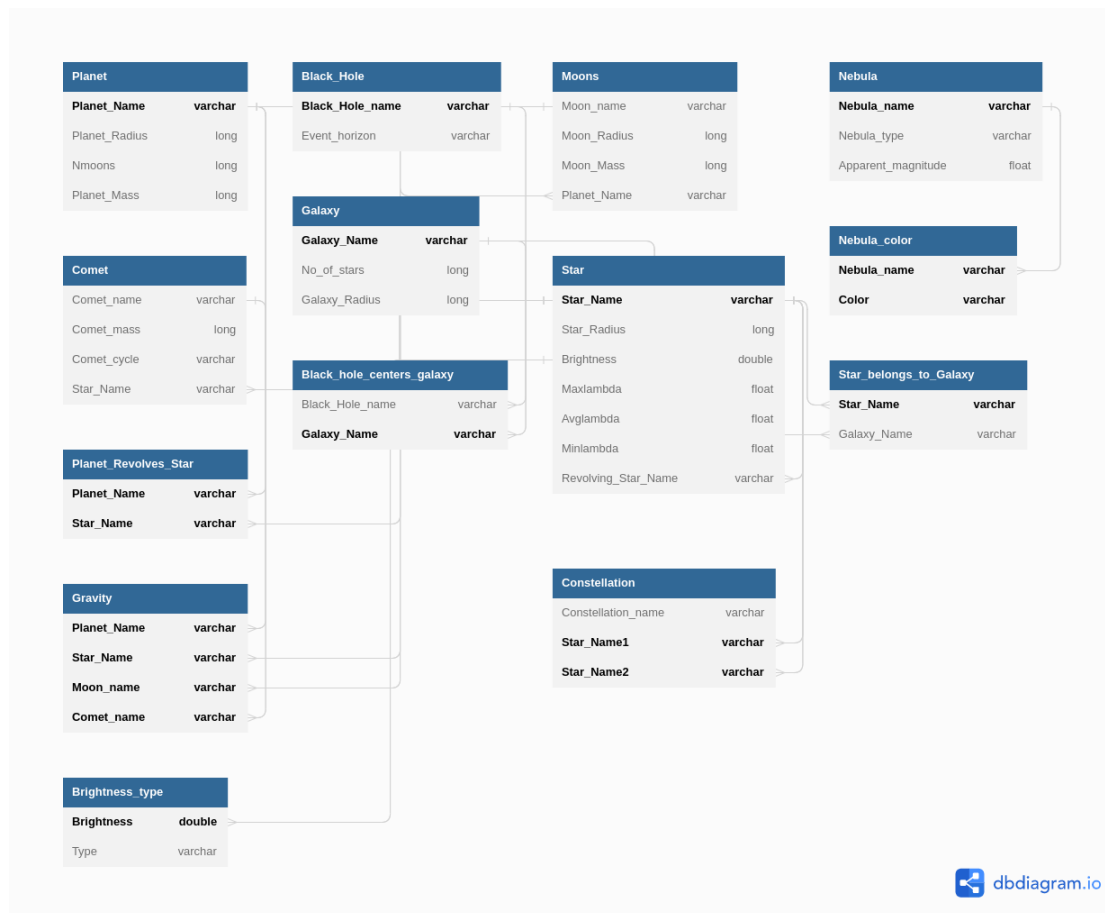 Planet
Planet_Name varchar
Planet_Radius long
Nmoons long
Planet_Mass long
Black_Hole
Black_Hole_name varchar
Event_horizon varchar
Moons
Moon_name varchar
Moon_Radius long
Moon_Mass long
Planet_Name varchar
Nebula
Nebula_name varchar
Nebula_type varchar
Apparent_magnitude float
Galaxy
Galaxy_Name varchar
No_of_stars long
Galaxy_Radius long
Nebula_color
Nebula_name varchar
Color varchar
Comet
Comet_name varchar
Comet_mass long
Comet_cycle varchar
Star_Name varchar
Star
Star_Name varchar
Star_Radius long
Brightness double
Maxlambda float
Avglambda float
Minlambda float
Revolving_Star_Name varchar
Black_hole_centers_galaxy
Black_Hole_name varchar
Galaxy_Name varchar
Star_belongs_to_Galaxy
Star_Name varchar
Galaxy_Name varchar
Planet_Revolves_Star
Planet_Name varchar
Star_Name varchar
Gravity
Planet_Name varchar
Star_Name varchar
Moon_name varchar
Comet_name varchar
Constellation
Constellation_name varchar
Star_Name1 varchar
Star_Name2 varchar
Brightness_type
Brightness double
Type varchar
dbdiagram.io